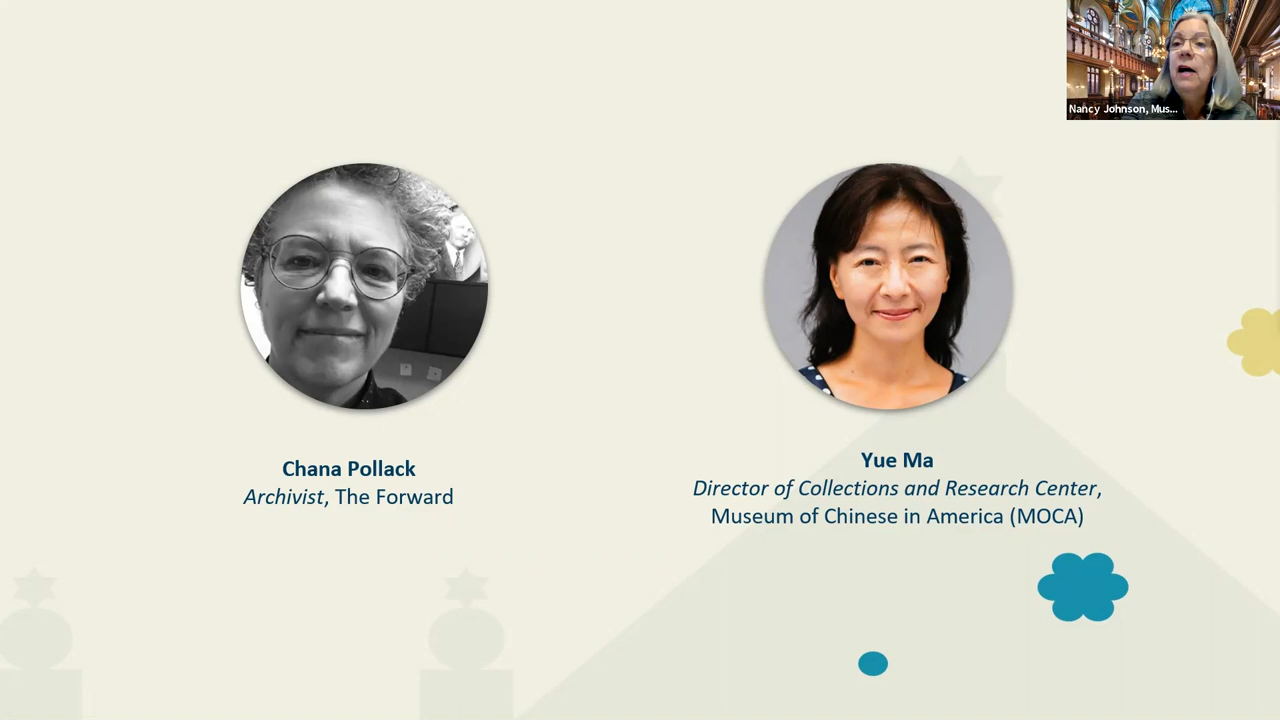 Nancy Johnson, Mus...
Chana Pollack
Archivist, The Forward
Yue Ma
Director of Collections and Research Center,
Museum of Chinese in America (MOCA)